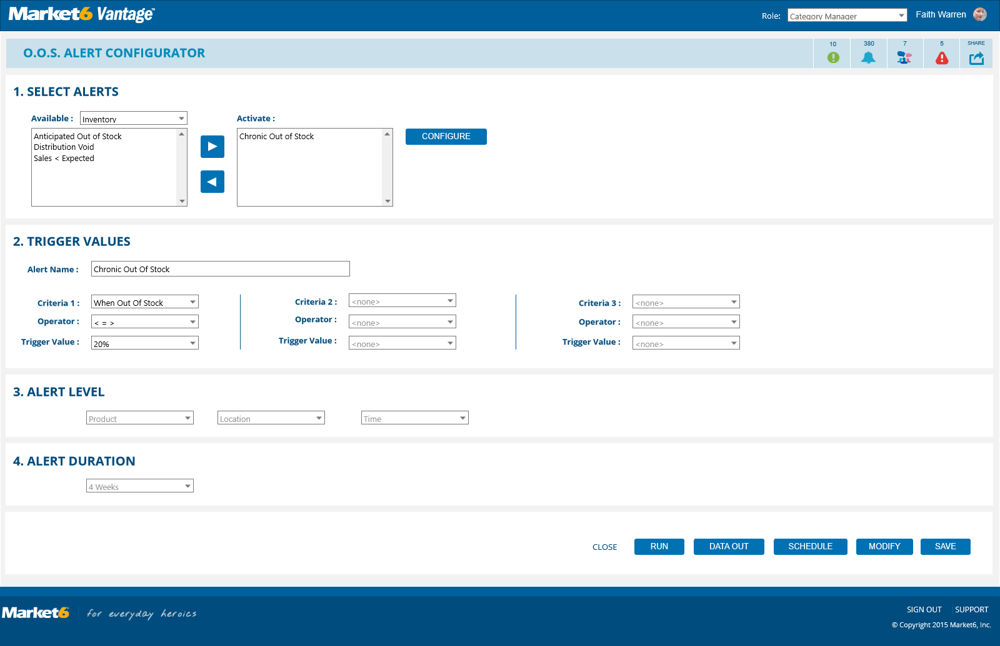 Market6 Vantage™
Role: Category Manager Faith Warren
O.O.S. ALERT CONFIGURATOR
10 380 7 5 SHARE
1. SELECT ALERTS
Available : Inventory
Activate :
Anticipated Out of Stock
Distribution Void
Sales < Expected
Chronic Out of Stock
CONFIGURE
2. TRIGGER VALUES
Alert Name : Chronic Out Of Stock
Criteria 1 : When Out Of Stock
Operator : < = >
Trigger Value : 20%
Criteria 2 : <none>
Operator : <none>
Trigger Value : <none>
Criteria 3 : <none>
Operator : <none>
Trigger Value : <none>
3. ALERT LEVEL
Product Location Time
4. ALERT DURATION
4 Weeks
CLOSE RUN DATA OUT SCHEDULE MODIFY SAVE
Market6 for everyday heroics
SIGN OUT SUPPORT
© Copyright 2015 Market6, Inc.